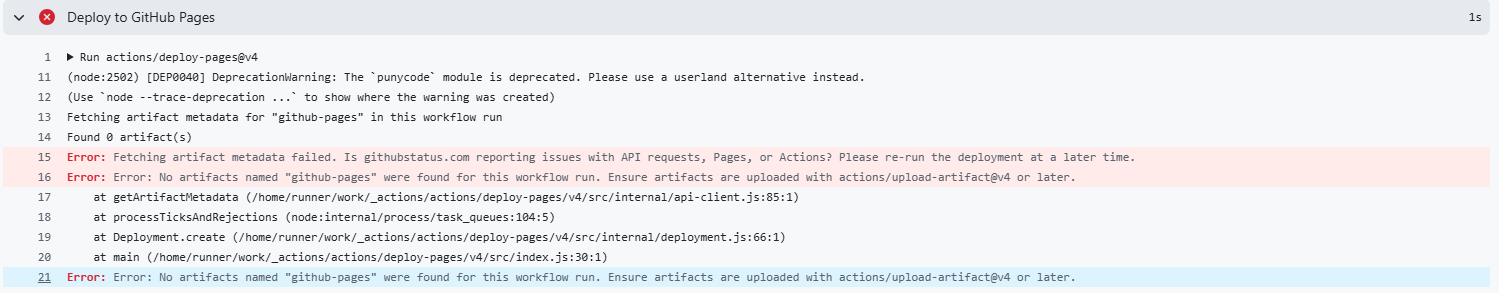 Deploy to GitHub Pages 1s
1 Run actions/deploy-pages@v4
11 (node:2502) [DEP0040] DeprecationWarning: The `punycode` module is deprecated. Please use a userland alternative instead.
12 (Use `node --trace-deprecation ...` to show where the warning was created)
13 Fetching artifact metadata for "github-pages" in this workflow run
14 Found 0 artifact(s)
15 Error: Fetching artifact metadata failed. Is githubstatus.com reporting issues with API requests, Pages, or Actions? Please re-run the deployment at a later time.
16 Error: Error: No artifacts named "github-pages" were found for this workflow run. Ensure artifacts are uploaded with actions/upload-artifact@v4 or later.
17 at getArtifactMetadata (/home/runner/work/_actions/actions/deploy-pages/v4/src/internal/api-client.js:85:1)
18 at processTicksAndRejections (node:internal/process/task_queues:104:5)
19 at Deployment.create (/home/runner/work/_actions/actions/deploy-pages/v4/src/internal/deployment.js:66:1)
20 at main (/home/runner/work/_actions/actions/deploy-pages/v4/src/index.js:30:1)
21 Error: Error: No artifacts named "github-pages" were found for this workflow run. Ensure artifacts are uploaded with actions/upload-artifact@v4 or later.